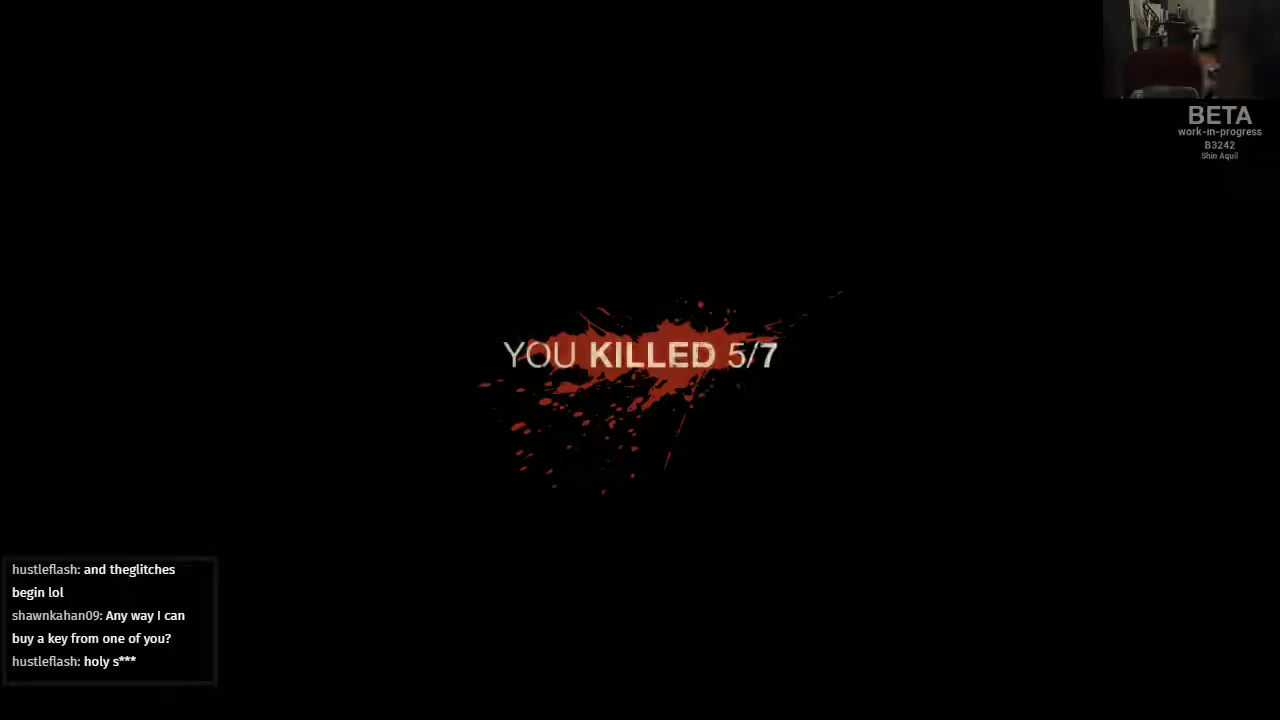 BETA
work-in-progress
B3242
Shin Aquil
YOU KILLED 5/7
hustleflash: and theglitches
begin lol
shawnkahan09: Any way I can
buy a key from one of you?
hustleflash: holy s***